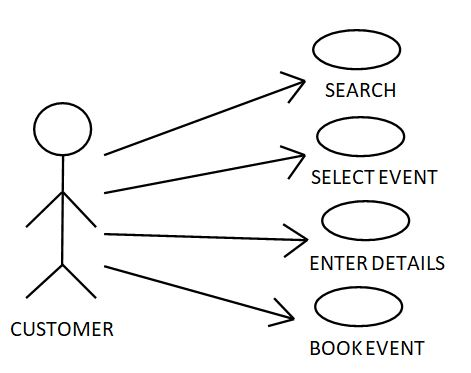 SEARCH
SELECT EVENT
ENTER DETAILS
BOOK EVENT
CUSTOMER